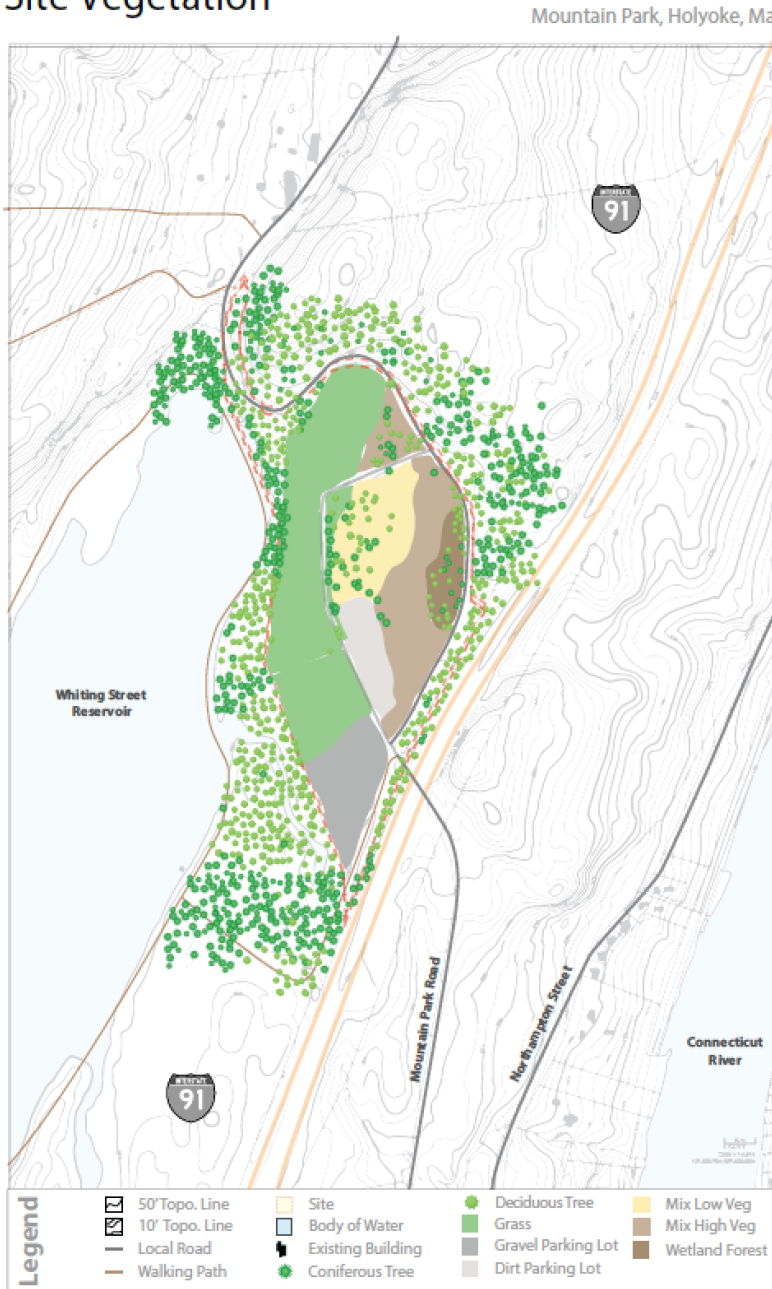 Site Vegetation
Mountain Park, Holyoke, Ma
INTERSTATE
91
Whiting Street
Reservoir
Mountain Park Road
Northampton Street
Connecticut
River
INTERSTATE
91
Legend
50' Topo. Line
10' Topo. Line
Local Road
Walking Path
Site
Body of Water
Existing Building
Coniferous Tree
Deciduous Tree
Grass
Gravel Parking Lot
Dirt Parking Lot
Mix Low Veg
Mix High Veg
Wetland Forest